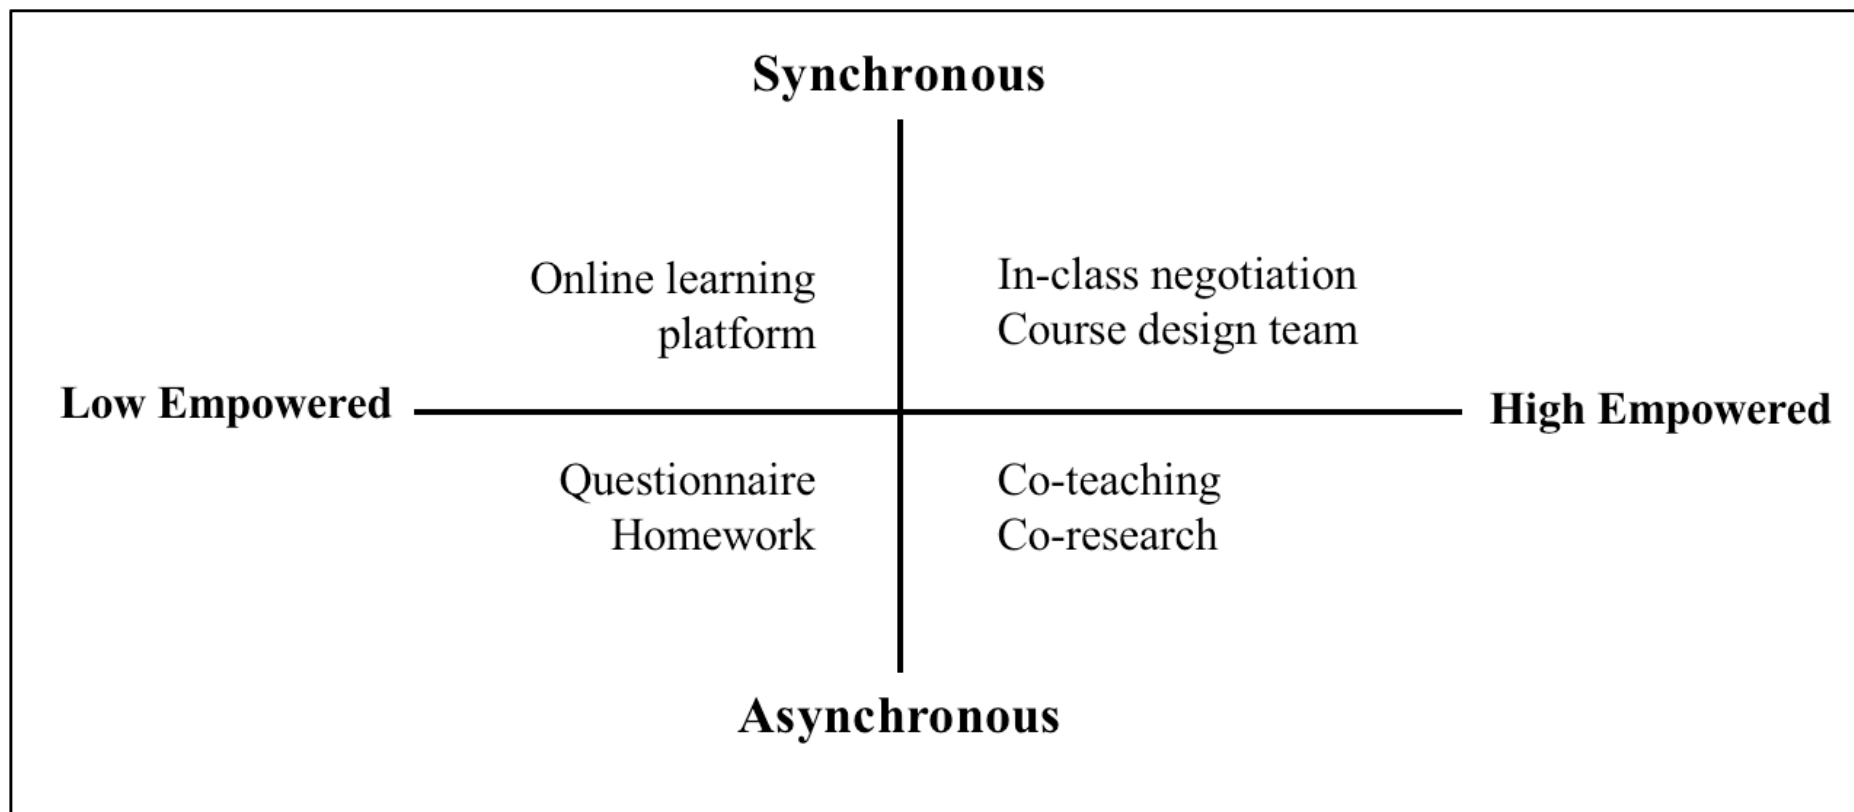 Synchronous
Online learning
platform
In-class negotiation
Course design team
Low Empowered
High Empowered
Questionnaire
Homework
Co-teaching
Co-research
Asynchronous